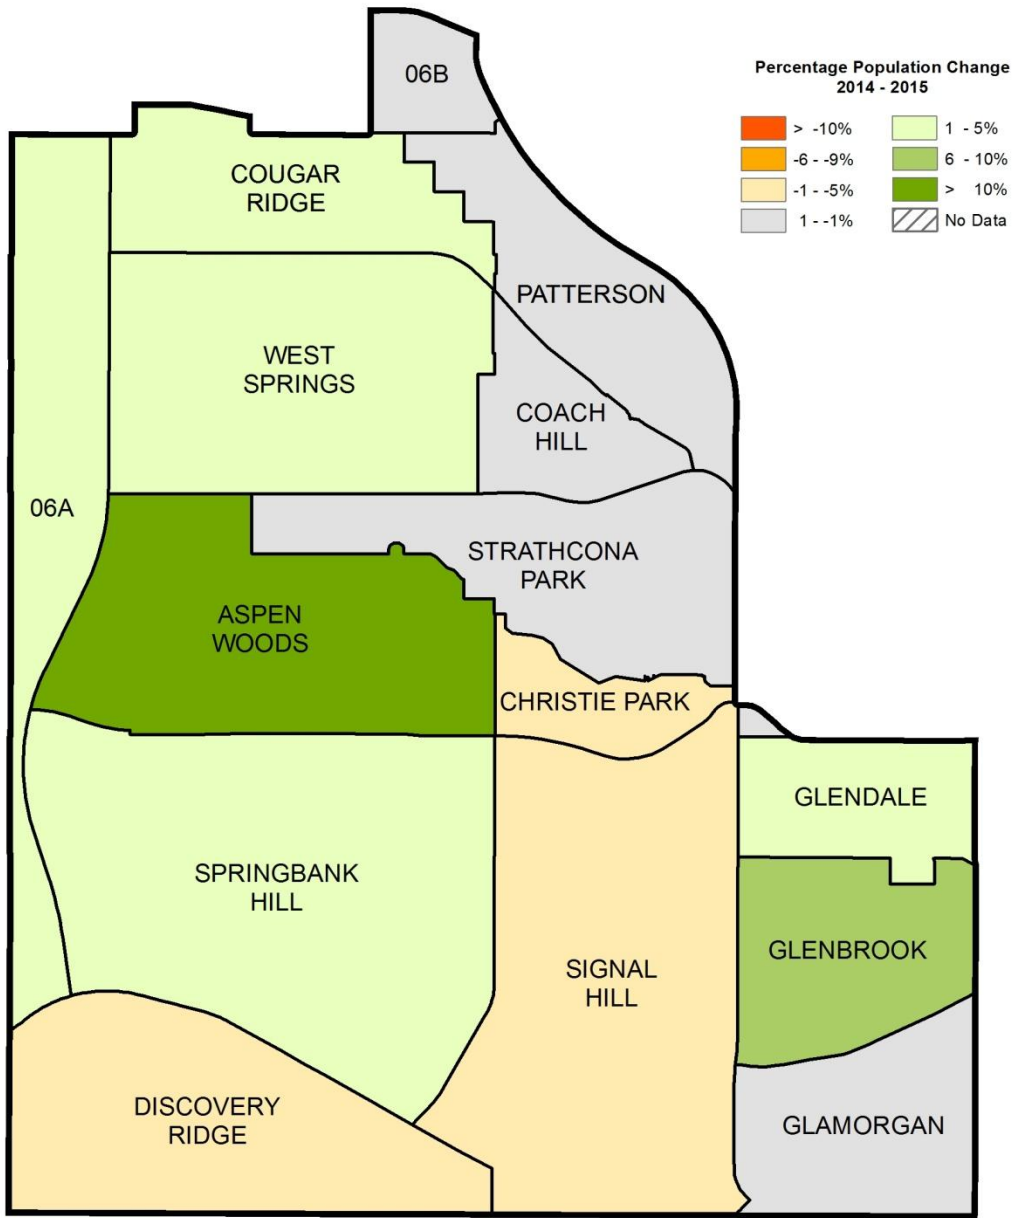 06B
Percentage Population Change
2014 - 2015
> -10%
-6 - -9%
-1 - -5%
1 - -1%
1 - 5%
6 - 10%
> 10%
No Data
COUGAR
RIDGE
PATTERSON
WEST
SPRINGS
COACH
HILL
06A
STRATHCONA
PARK
ASPEN
WOODS
CHRISTIE PARK
GLENDALE
SPRINGBANK
HILL
GLENBROOK
SIGNAL
HILL
DISCOVERY
RIDGE
GLAMORGAN